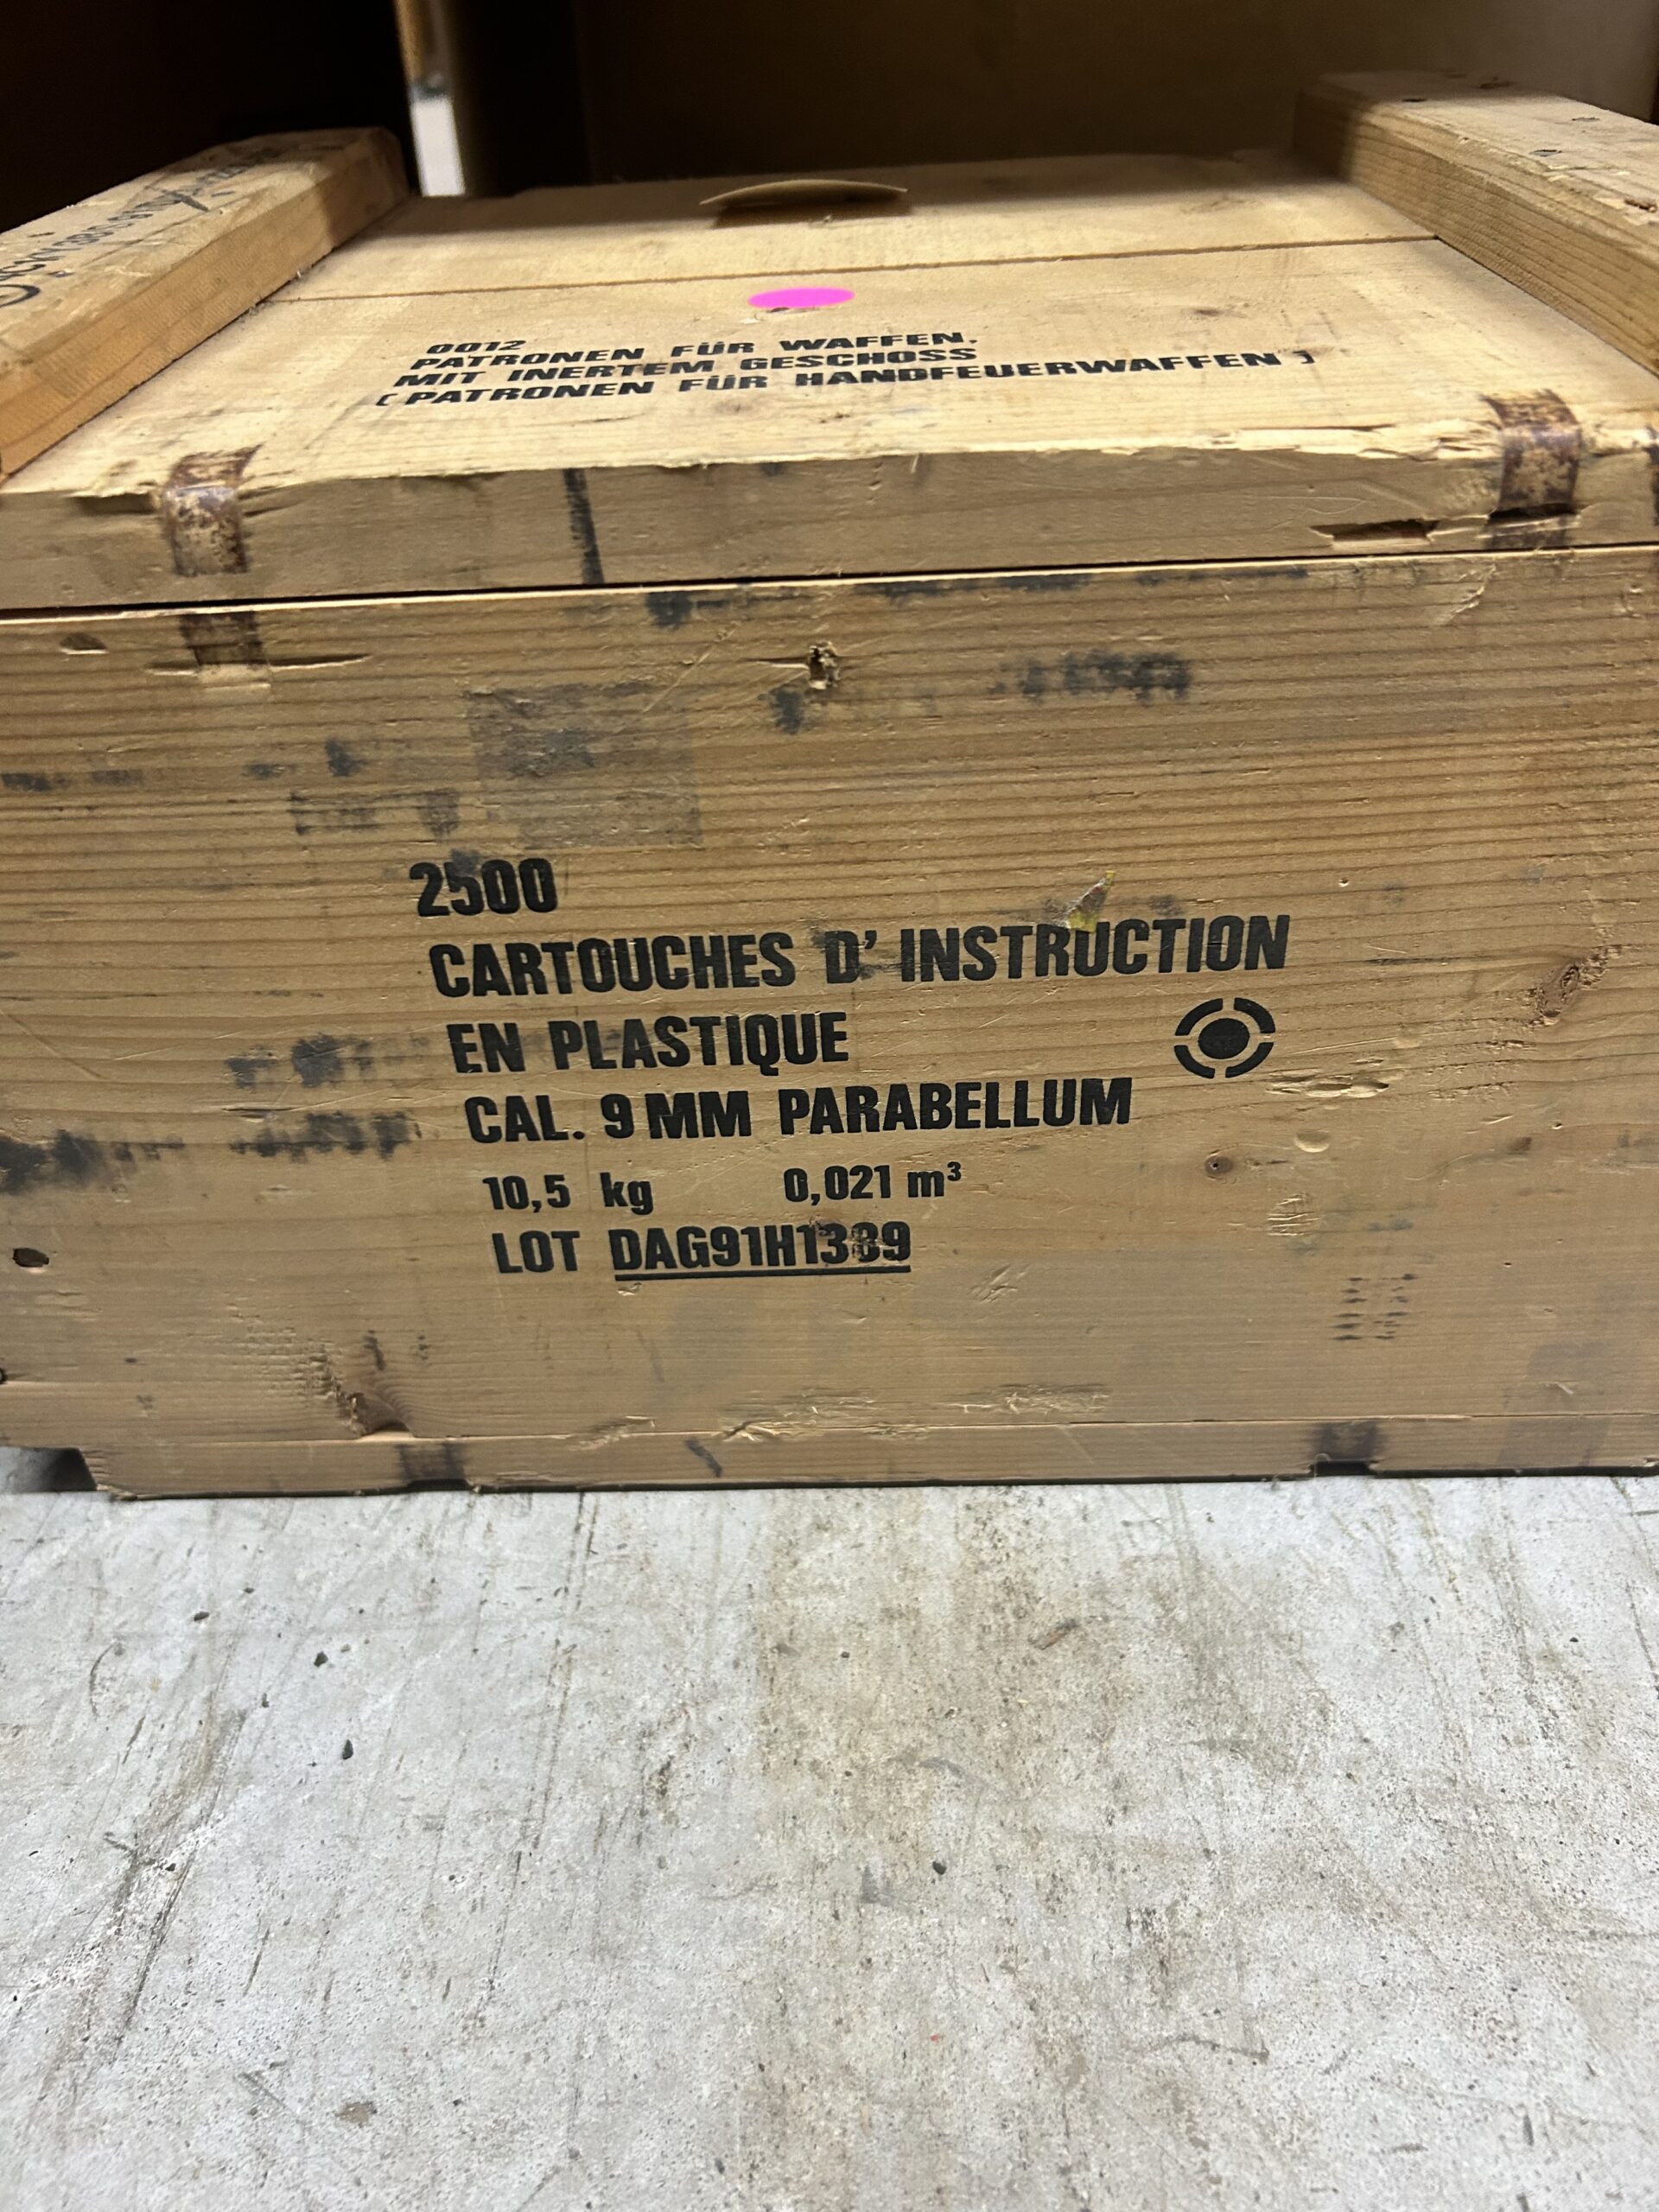 0012
PATRONEN FÜR WAFFEN,
MIT INERTEM GESCHOSS
(PATRONEN FÜR HANDFEUERWAFFEN)
2500
CARTOUCHES D' INSTRUCTION
EN PLASTIQUE
CAL. 9 MM PARABELLUM
10,5 kg 0,021 m³
LOT DAG91H1389